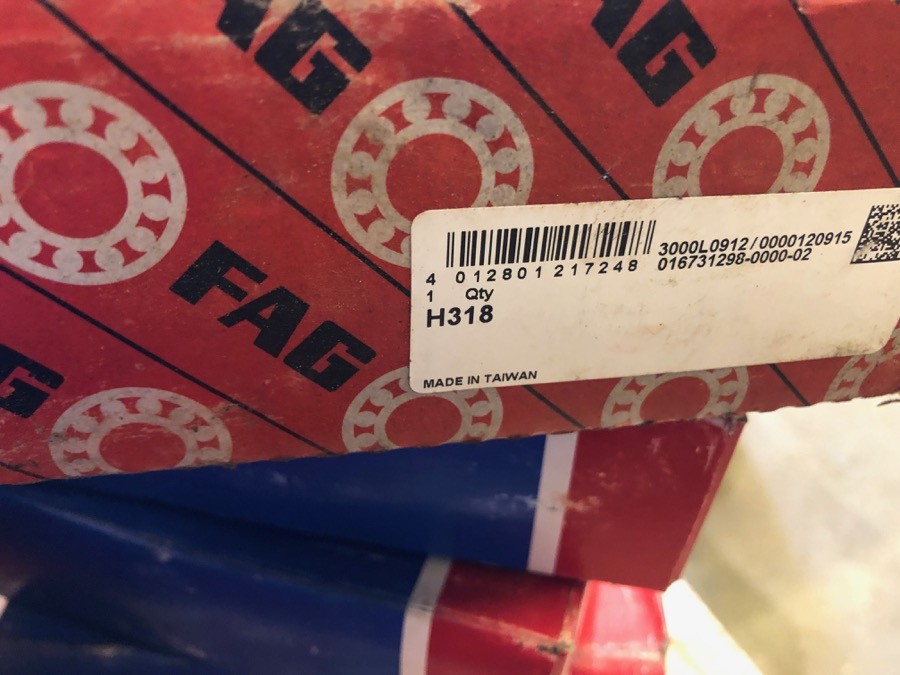 FAG
FAG
FAG
FAG
4 012801 217248
3000L0912 / 0000120915
016731298-0000-02
1 Qty
H318
MADE IN TAIWAN